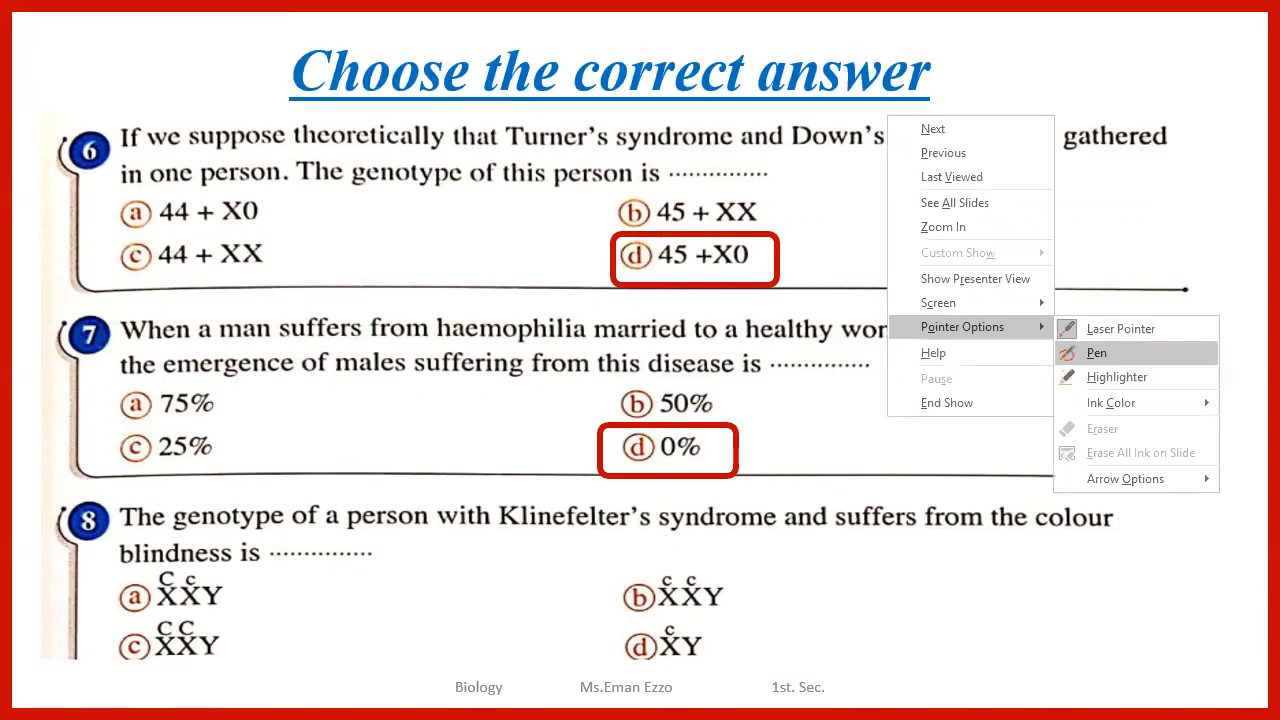 Choose the correct answer
6 If we suppose theoretically that Turner's syndrome and Down's gathered
in one person. The genotype of this person is ...............
a 44 + X0 b 45 + XX
c 44 + XX d 45 +X0
7 When a man suffers from haemophilia married to a healthy
the emergence of males suffering from this disease is ...............
a 75% b 50%
c 25% d 0%
8 The genotype of a person with Klinefelter's syndrome and suffers from the colour
blindness is ...............
C c c c
a XXY b XXY
C C c
c XXY d XY
Next
Previous
Last Viewed
See All Slides
Zoom In
Custom Show
Show Presenter View
Screen
Pointer Options
Help
Pause
End Show
Laser Pointer
Pen
Highlighter
Ink Color
Eraser
Erase All Ink on Slide
Arrow Options
Biology Ms.Eman Ezzo 1st. Sec.